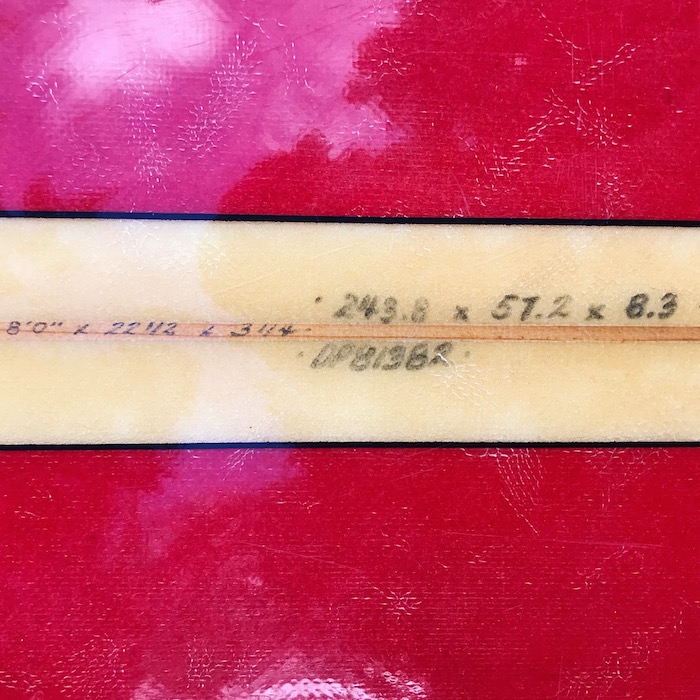 243.8 x 57.2 x 8.3
8'0" x 22 1/2 x 3 1/4
DP81382